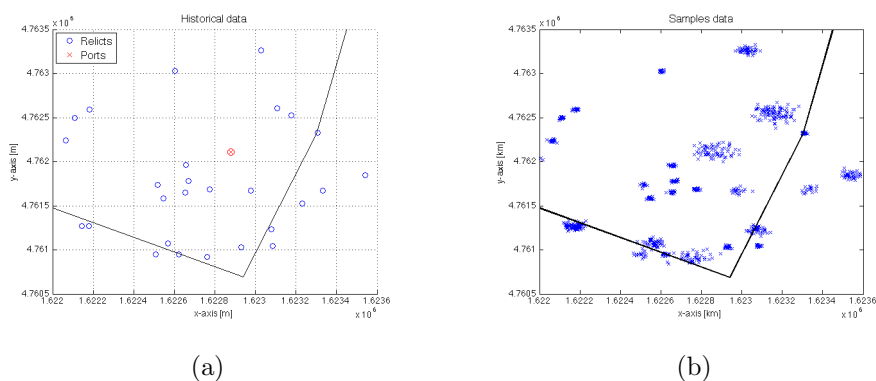 Historical data
4.7635 x 10^6
Relicts
Ports
4.763
4.7625
4.762
4.7615
4.761
4.7605
y-axis [m]
1.622 1.6222 1.6224 1.6226 1.6228 1.623 1.6232 1.6234 1.6236
x-axis [m]
x 10^6
(a)
Samples data
4.7635 x 10^6
4.763
4.7625
4.762
4.7615
4.761
4.7605
y-axis [km]
1.622 1.6222 1.6224 1.6226 1.6228 1.623 1.6232 1.6234 1.6236
x-axis [km]
x 10^6
(b)